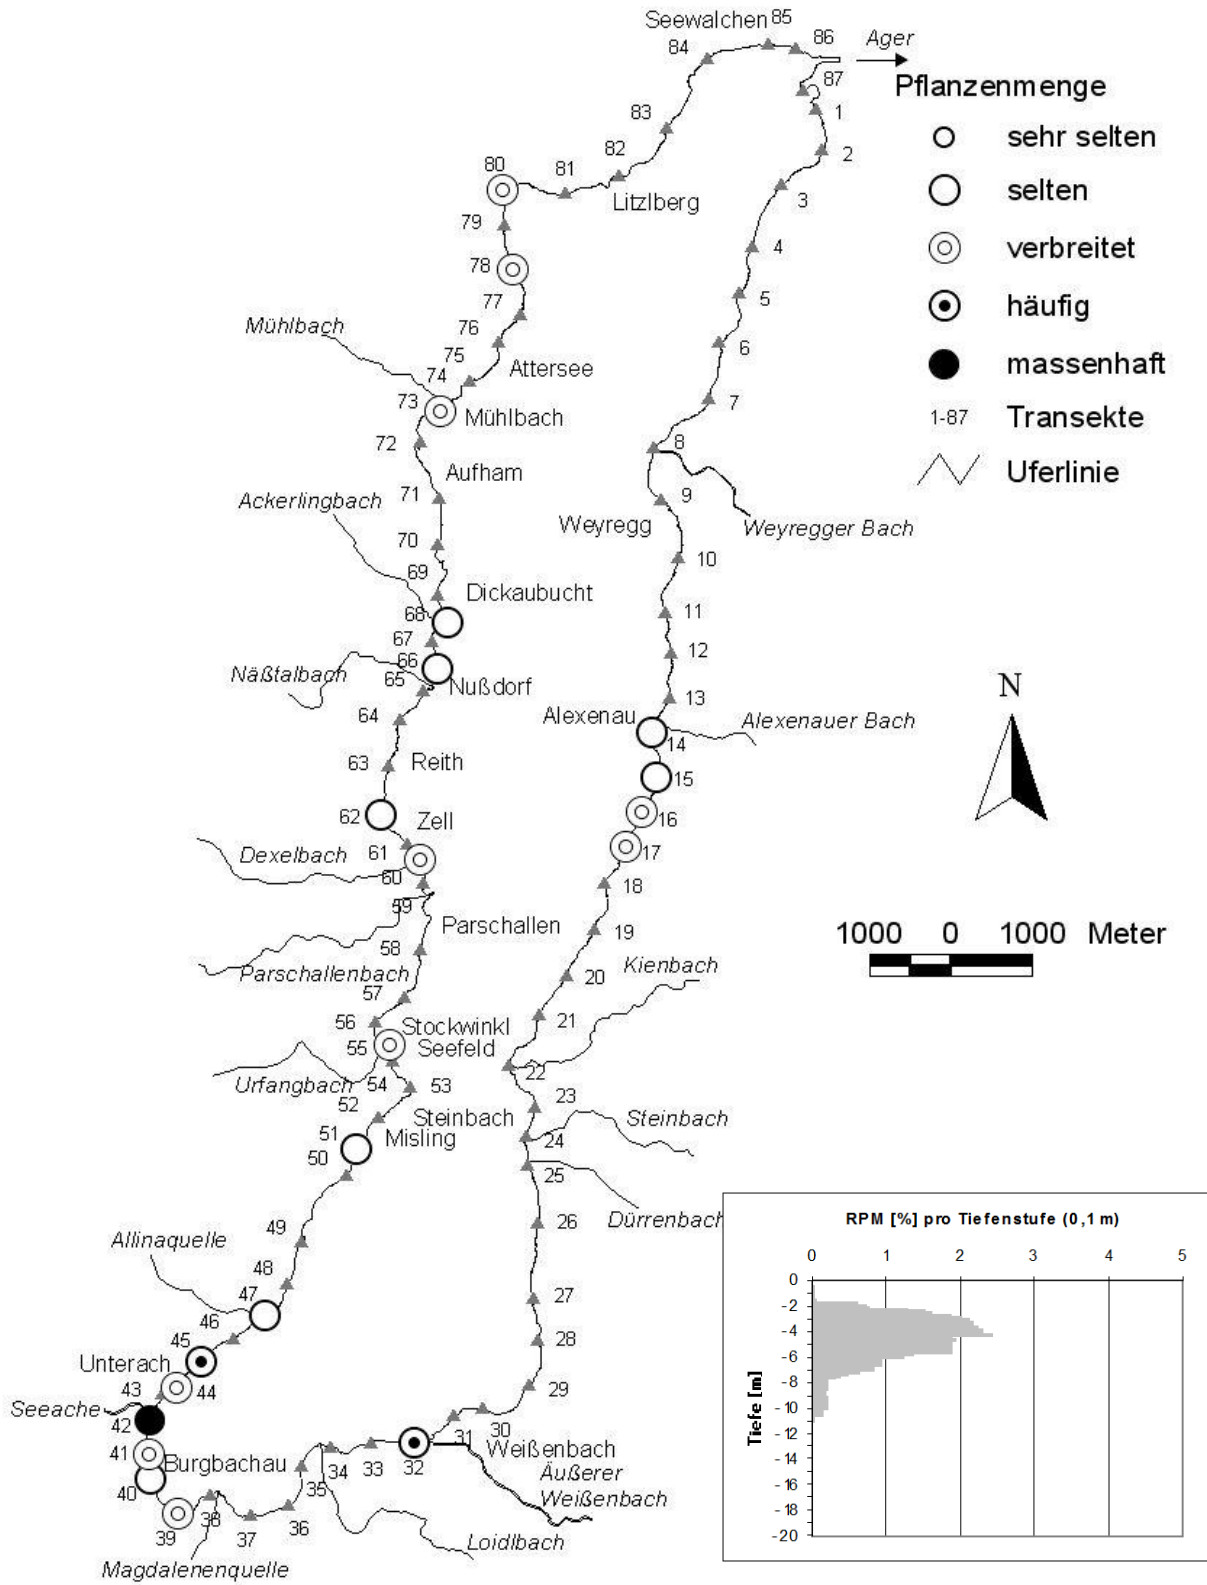 Seewalchen
85
86
Ager
84
87
Pflanzenmenge
83
1
sehr selten
82
2
80
81
3
selten
Litzlberg
79
4
verbreitet
78
5
77
häufig
Mühlbach
76
6
75
Attersee
massenhaft
74
73
Mühlbach
7
1-87
Transekte
72
8
Aufham
Uferlinie
Ackerlingbach
71
9
Weyregg
Weyregger Bach
70
10
69
Dickaubucht
68
11
67
12
66
Näßtalbach
65
Nußdorf
13
N
64
Alexenau
Alexenauer Bach
14
63
Reith
15
62
Zell
16
61
Dexelbach
17
60
18
59
Parschallen
19
1000 0 1000 Meter
58
Kienbach
Parschallenbach
20
57
56
Stockwinkl
21
55
Seefeld
Urfangbach
54
53
22
52
23
Steinbach
Steinbach
51
Misling
24
50
25
Dürrenbach
26
RPM [%] pro Tiefenstufe (0,1 m)
49
Allinaquelle
0 1 2 3 4 5
48
0
47
27
-2
46
28
-4
45
Unterach
-6
43
44
29
-8
Seeache
42
30
-10
41
31
Weißenbach
-12
Burgbachau
34
33
32
Äußerer
Weißenbach
-14
40
35
-16
39
38
37
36
-18
Loidlbach
-20
Magdalenenquelle
Tiefe [m]